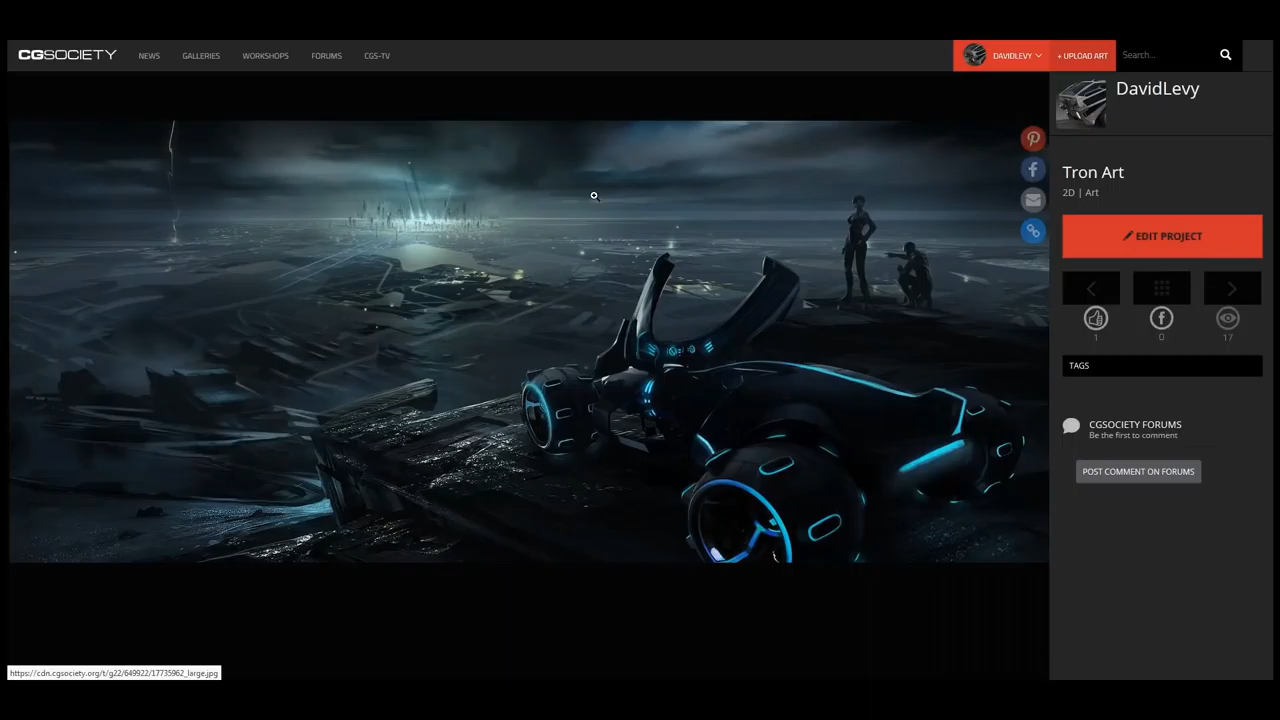 CGSOCIETY NEWS GALLERIES WORKSHOPS FORUMS CGS-TV DAVIDLEVY + UPLOAD ART Search...
DavidLevy
Tron Art
2D | Art
EDIT PROJECT
1 0 17
TAGS
CGSOCIETY FORUMS
Be the first to comment
POST COMMENT ON FORUMS
https://cdn.cgsociety.org/t/g22/649922/17735962_large.jpg